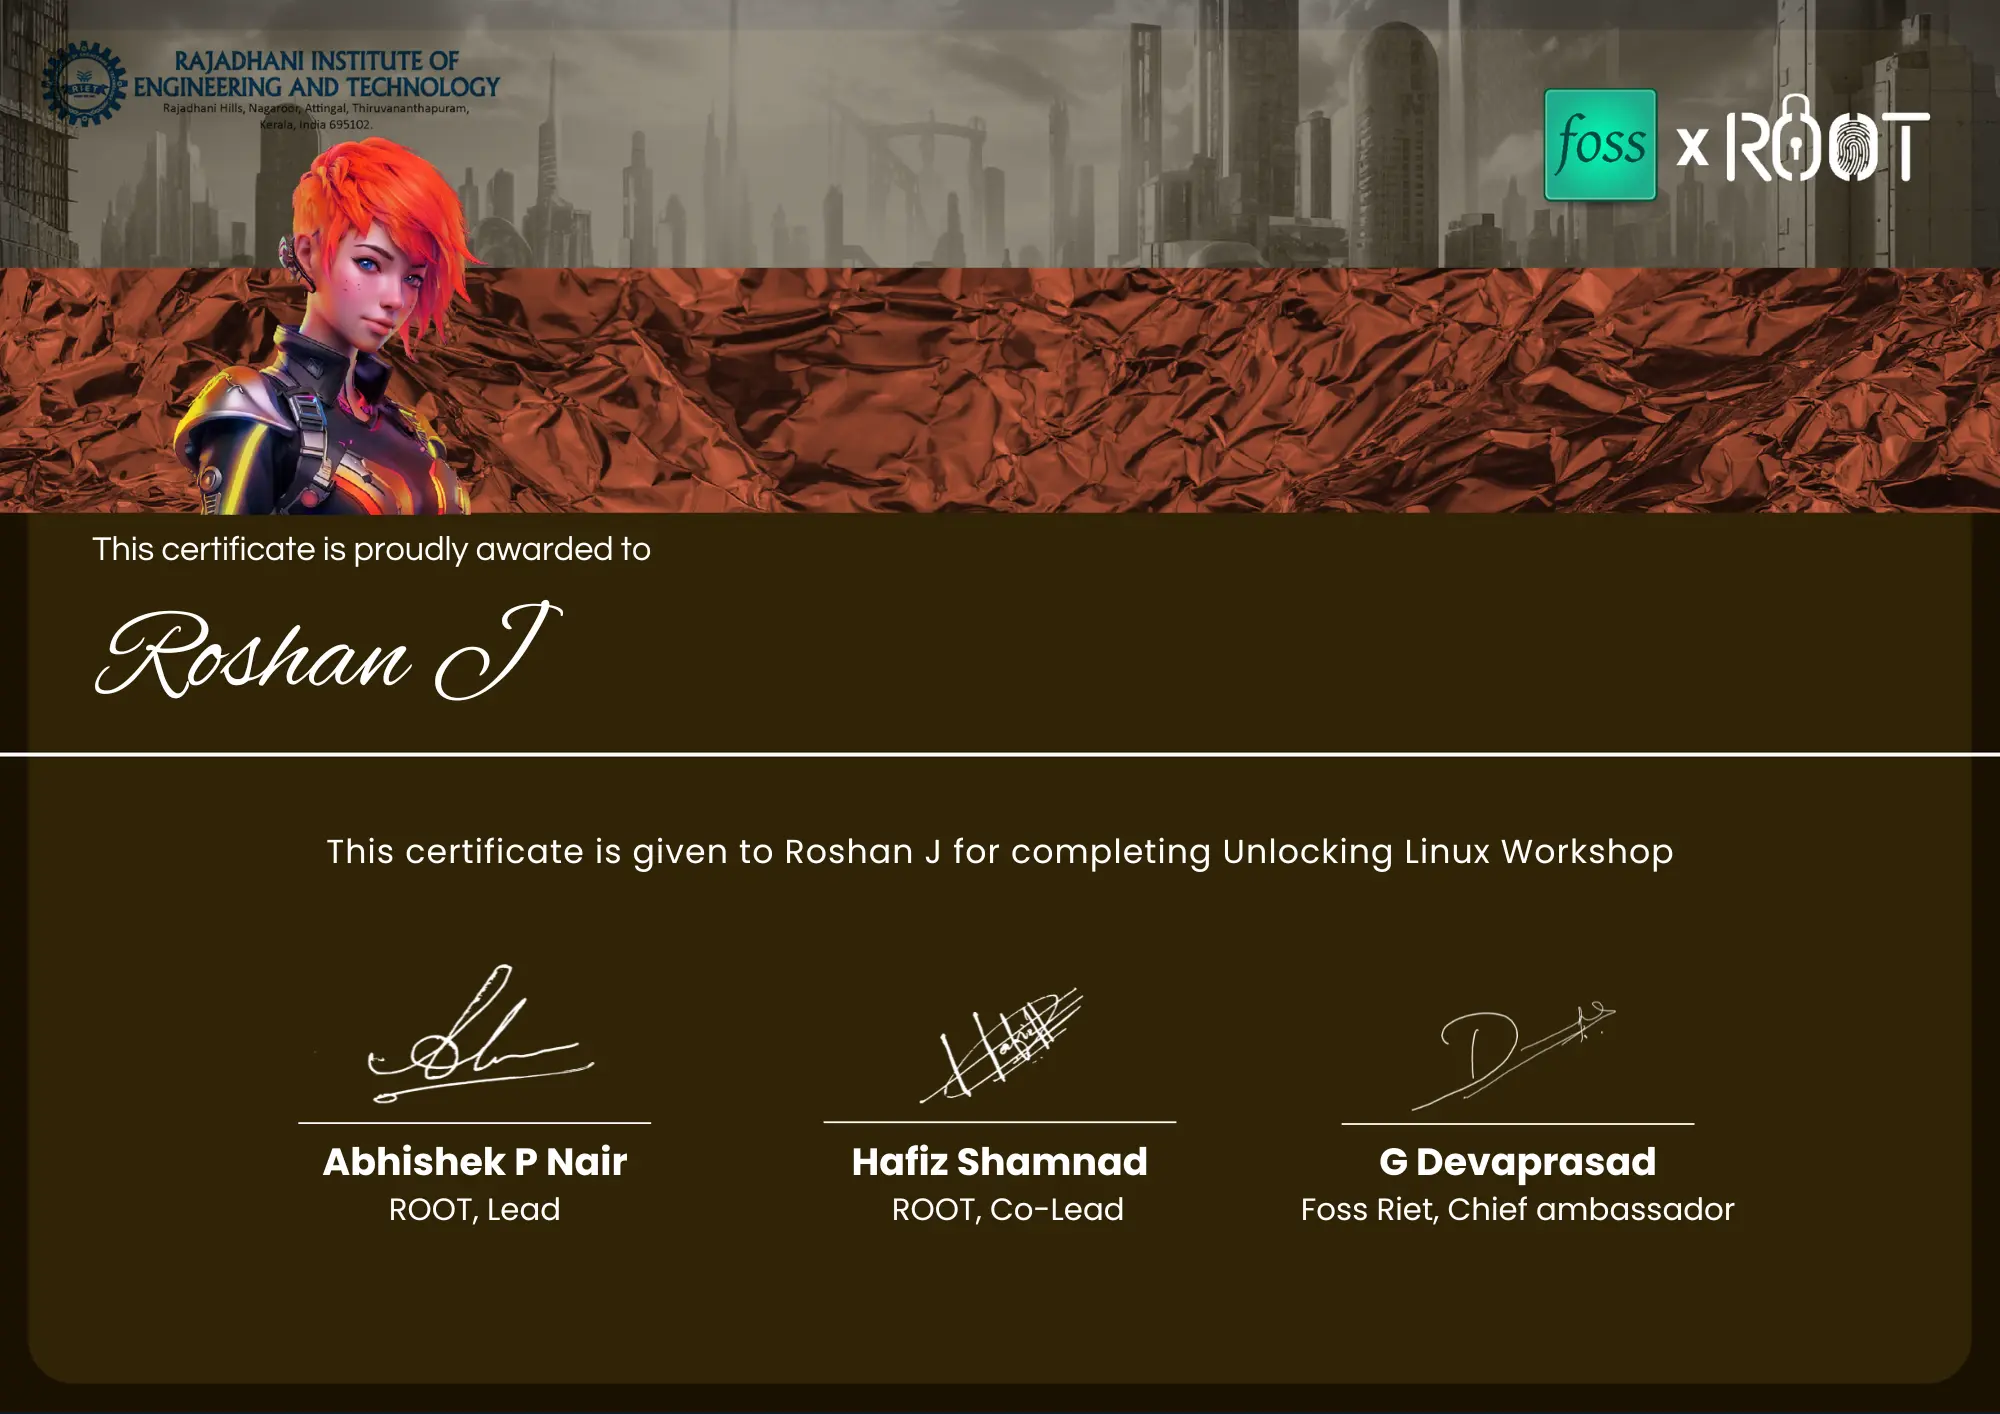 RAJADHANI INSTITUTE OF
ENGINEERING AND TECHNOLOGY
Rajadhani Hills, Nagaroor, Attingal, Thiruvananthapuram,
Kerala, India 695102.
RIET
foss x ROOT
This certificate is proudly awarded to
Roshan J
This certificate is given to Roshan J for completing Unlocking Linux Workshop
Hafiz
Abhishek P Nair
ROOT, Lead
Hafiz Shamnad
ROOT, Co-Lead
G Devaprasad
Foss Riet, Chief ambassador